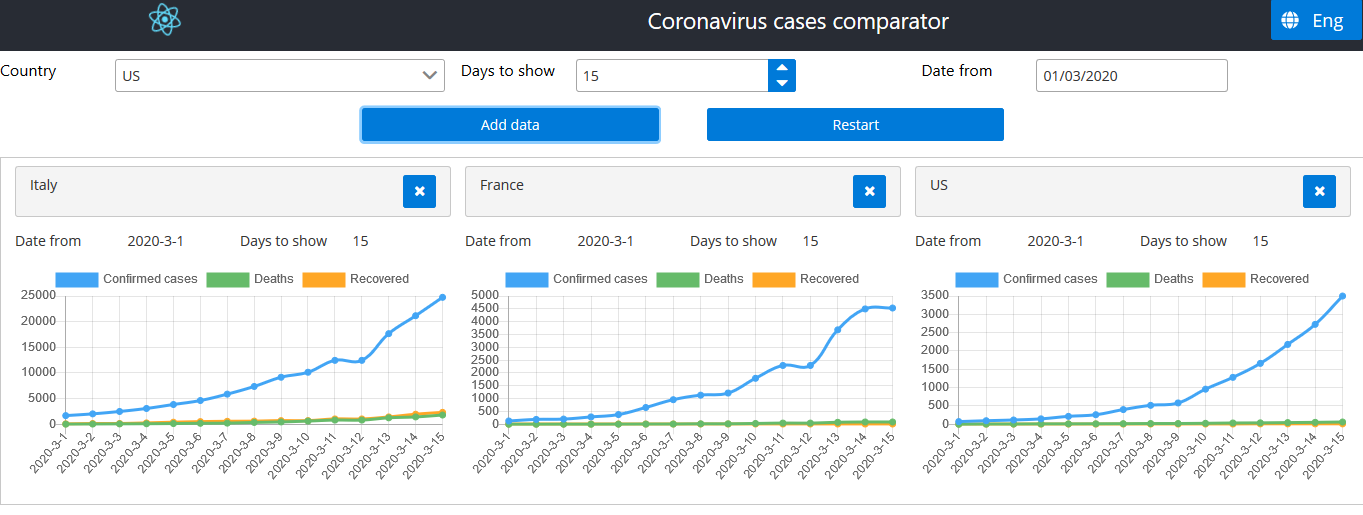 Coronavirus cases comparator
Eng
Country US Days to show 15 Date from 01/03/2020
Add data Restart
Italy
Date from 2020-3-1 Days to show 15
Confirmed cases Deaths Recovered
25000
20000
15000
10000
5000
0
2020-3-1 2020-3-2 2020-3-3 2020-3-4 2020-3-5 2020-3-6 2020-3-7 2020-3-8 2020-3-9 2020-3-10 2020-3-11 2020-3-12 2020-3-13 2020-3-14 2020-3-15
France
Date from 2020-3-1 Days to show 15
Confirmed cases Deaths Recovered
5000
4500
4000
3500
3000
2500
2000
1500
1000
500
0
2020-3-1 2020-3-2 2020-3-3 2020-3-4 2020-3-5 2020-3-6 2020-3-7 2020-3-8 2020-3-9 2020-3-10 2020-3-11 2020-3-12 2020-3-13 2020-3-14 2020-3-15
US
Date from 2020-3-1 Days to show 15
Confirmed cases Deaths Recovered
3500
3000
2500
2000
1500
1000
500
0
2020-3-1 2020-3-2 2020-3-3 2020-3-4 2020-3-5 2020-3-6 2020-3-7 2020-3-8 2020-3-9 2020-3-10 2020-3-11 2020-3-12 2020-3-13 2020-3-14 2020-3-15